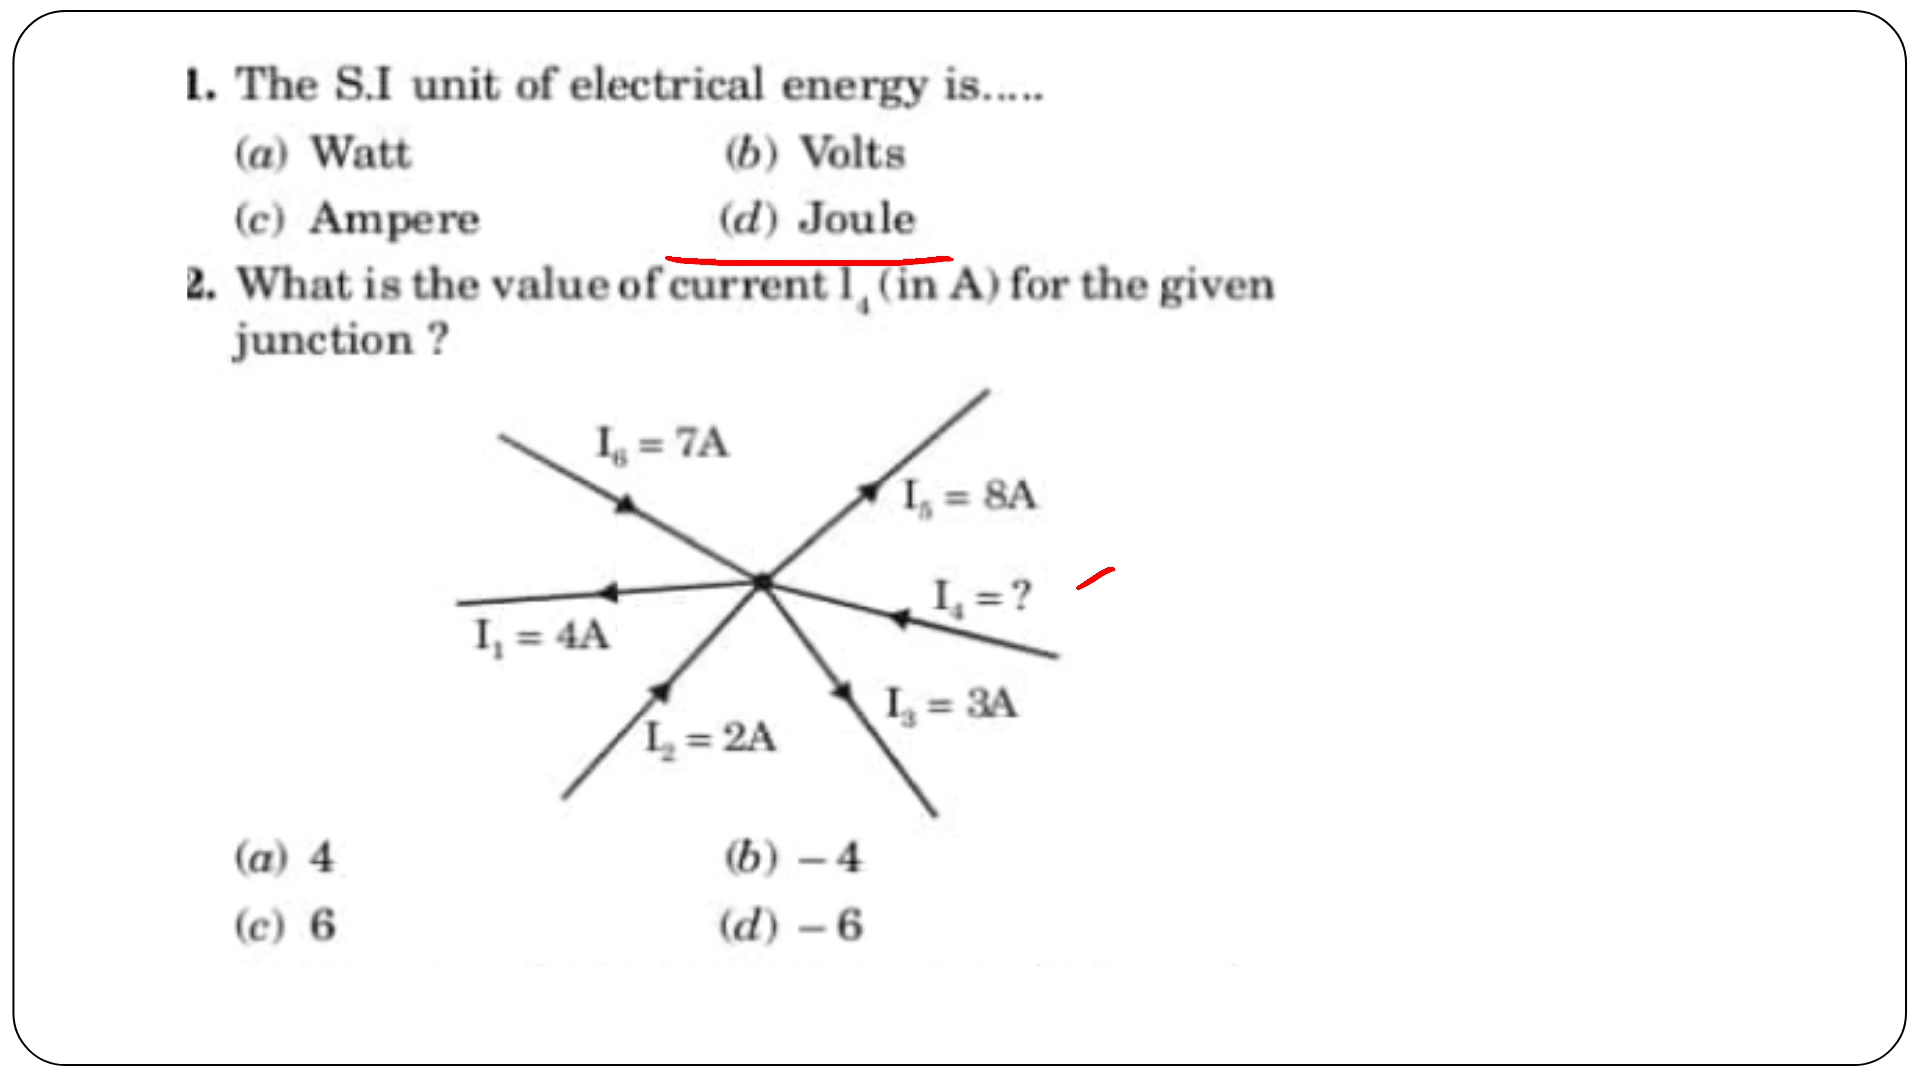 1. The S.I unit of electrical energy is.....
(a) Watt (b) Volts
(c) Ampere (d) Joule
2. What is the value of current I₄ (in A) for the given
junction ?
I₆ = 7A
I₅ = 8A
I₄ = ?
I₁ = 4A
I₃ = 3A
I₂ = 2A
(a) 4 (b) – 4
(c) 6 (d) – 6